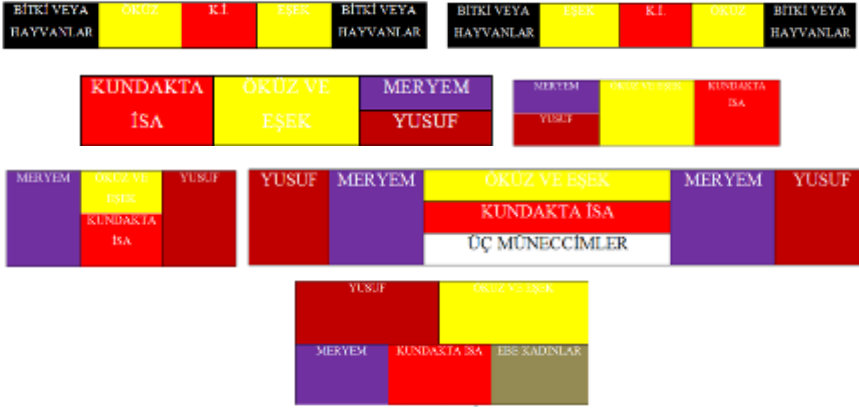 BİTKİ VEYA HAYVANLAR
ÖKÜZ
K.İ.
EŞEK
BİTKİ VEYA HAYVANLAR
BİTKİ VEYA HAYVANLAR
EŞEK
K.İ.
ÖKÜZ
BİTKİ VEYA HAYVANLAR
KUNDAKTA
İSA
ÖKÜZ VE
EŞEK
MERYEM
YUSUF
MERYEM
YUSUF
ÖKÜZ VE EŞEK
KUNDAKTA
İSA
MERYEM
ÖKÜZ VE
EŞEK
KUNDAKTA
İSA
YUSUF
YUSUF
MERYEM
ÖKÜZ VE EŞEK
KUNDAKTA İSA
ÜÇ MÜNECCİMLER
MERYEM
YUSUF
YUSUF
ÖKÜZ VE EŞEK
MERYEM
KUNDAKTA İSA
EBE KADINLAR